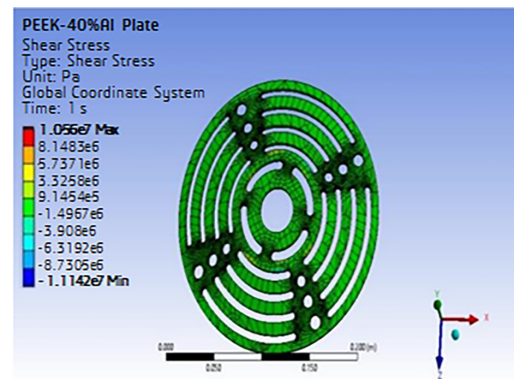 PEEK-40%Al Plate
Shear Stress
Type: Shear Stress
Unit: Pa
Global Coordinate System
Time: 1 s
1.056e7 Max
8.1483e6
5.7371e6
3.3258e6
9.1454e5
-1.4967e6
-3.908e6
-6.3192e6
-8.7305e6
-1.1142e7 Min
Y
X
Z
0.000
0.200 (m)
0.050
0.150